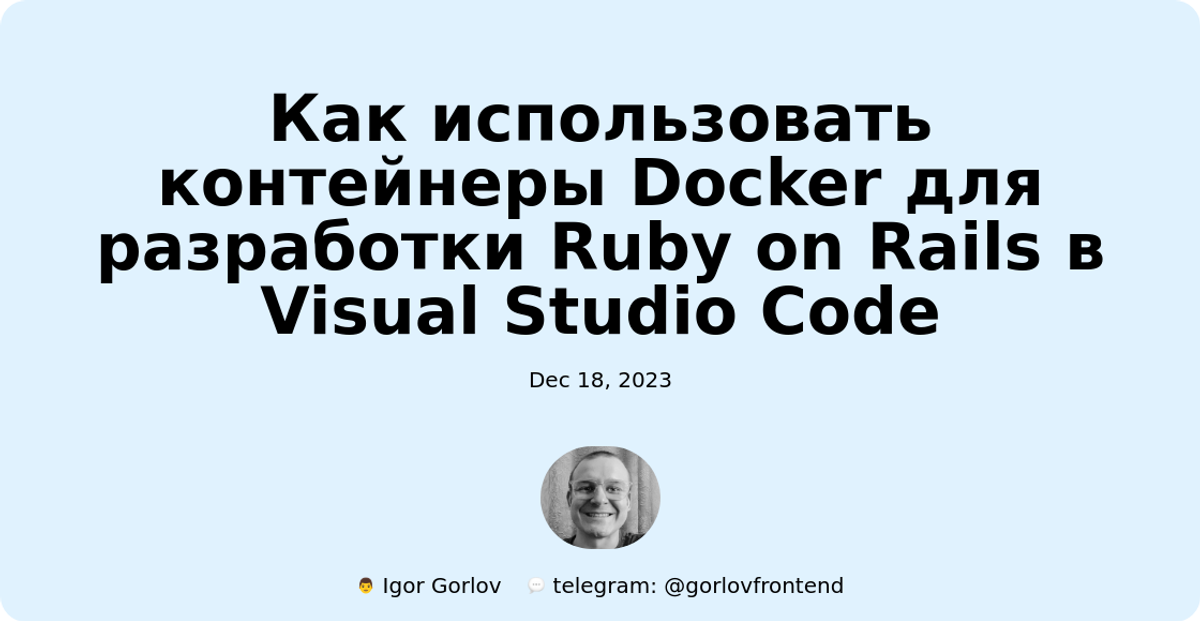 Как использовать
контейнеры Docker для
разработки Ruby on Rails в
Visual Studio Code
Dec 18, 2023
Igor Gorlov telegram: @gorlovfrontend